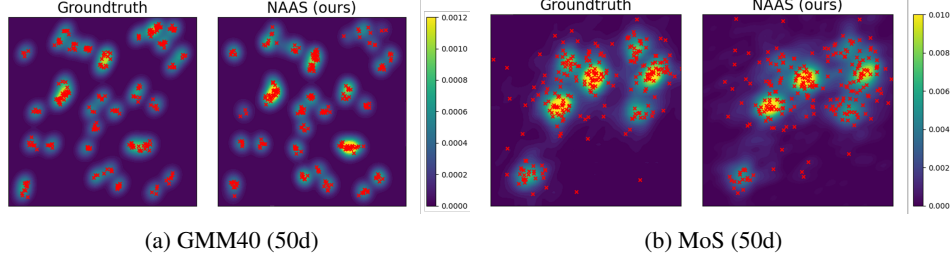 Groundtruth
NAAS (ours)
0.0012
0.0010
0.0008
0.0006
0.0004
0.0002
0.0000
Groundtruth
NAAS (ours)
0.010
0.008
0.006
0.004
0.002
0.000
(a) GMM40 (50d)
(b) MoS (50d)